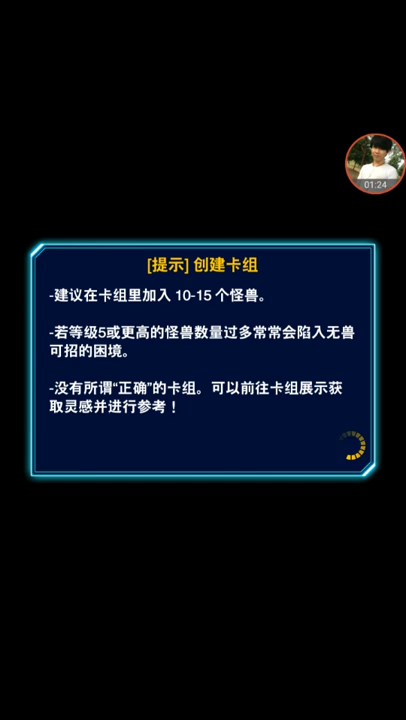 01:24
[提示] 创建卡组
-建议在卡组里加入 10-15 个怪兽。
-若等级5或更高的怪兽数量过多常常会陷入无兽
可招的困境。
-没有所谓“正确”的卡组。可以前往卡组展示获
取灵感并进行参考！